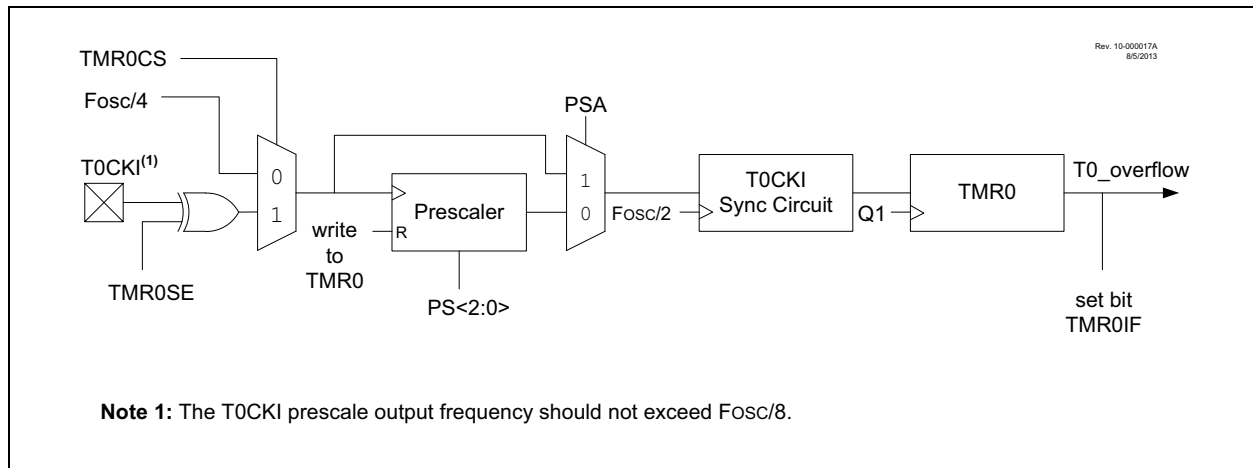 Rev. 10-000017A
8/5/2013
TMR0CS
Fosc/4
PSA
T0CKI(1)
0
1
1
0
Prescaler
R
write
to
TMR0
FOSC/2
T0CKI
Sync Circuit
Q1
TMR0
T0_overflow
TMR0SE
PS<2:0>
set bit
TMR0IF
Note 1: The T0CKI prescale output frequency should not exceed FOSC/8.